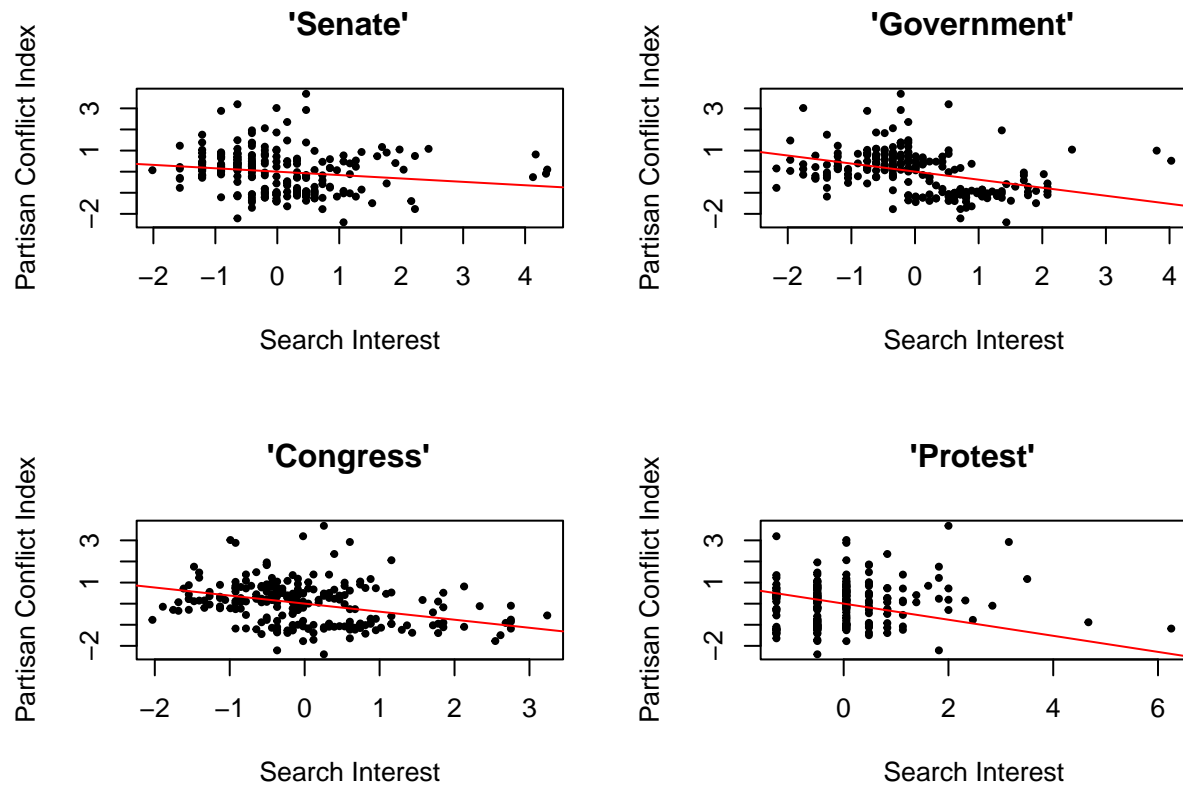 'Senate'
Partisan Conflict Index
3
1
−2
−2 −1 0 1 2 3 4
Search Interest
'Government'
Partisan Conflict Index
3
1
−2
−2 −1 0 1 2 3 4
Search Interest
'Congress'
Partisan Conflict Index
3
1
−2
−2 −1 0 1 2 3
Search Interest
'Protest'
Partisan Conflict Index
3
1
−2
0 2 4 6
Search Interest